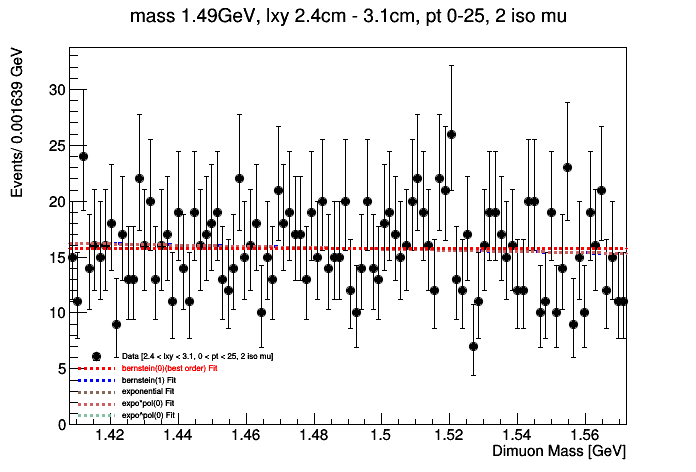 mass 1.49GeV, lxy 2.4cm - 3.1cm, pt 0-25, 2 iso mu
Events/ 0.001639 GeV
30
25
20
15
10
5
0
Data [2.4 < lxy < 3.1, 0 < pt < 25, 2 iso mu]
bernstein(0)(best order) Fit
bernstein(1) Fit
exponential Fit
expo*pol(0) Fit
expo^pol(0) Fit
1.42 1.44 1.46 1.48 1.5 1.52 1.54 1.56
Dimuon Mass [GeV]